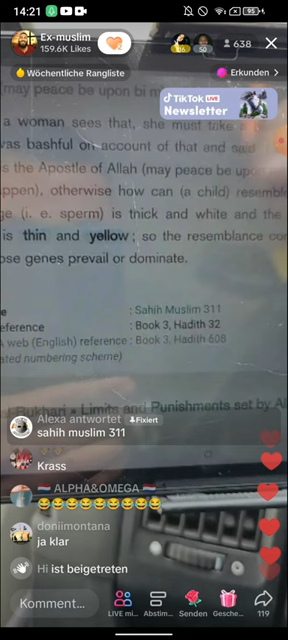 14:21
Ex-muslim
159.6K Likes
638
Wöchentliche Rangliste
Erkunden >
may peace be upon
TikTok LIVE
Newsletter
a woman sees that, she must take
was bashful on account of that and said
is the Apostle of Allah (may peace be upo
appen), otherwise how can (a child) resembl
ge (i. e. sperm) is thick and white and the
is thin and yellow; so the resemblance co
ose genes prevail or dominate.
: Sahih Muslim 311
eference : Book 3, Hadith 32
A web (English) reference : Book 3, Hadith 608
ated numbering scheme)
Bukhari • Limits and Punishments set by Al
Alexa antwortet Fixiert
sahih muslim 311
Krass
ALPHA&OMEGA
doniimontana
ja klar
Hi ist beigetreten
Kommentar...
LIVE mi...
Abstim...
Senden
Gesche...
119